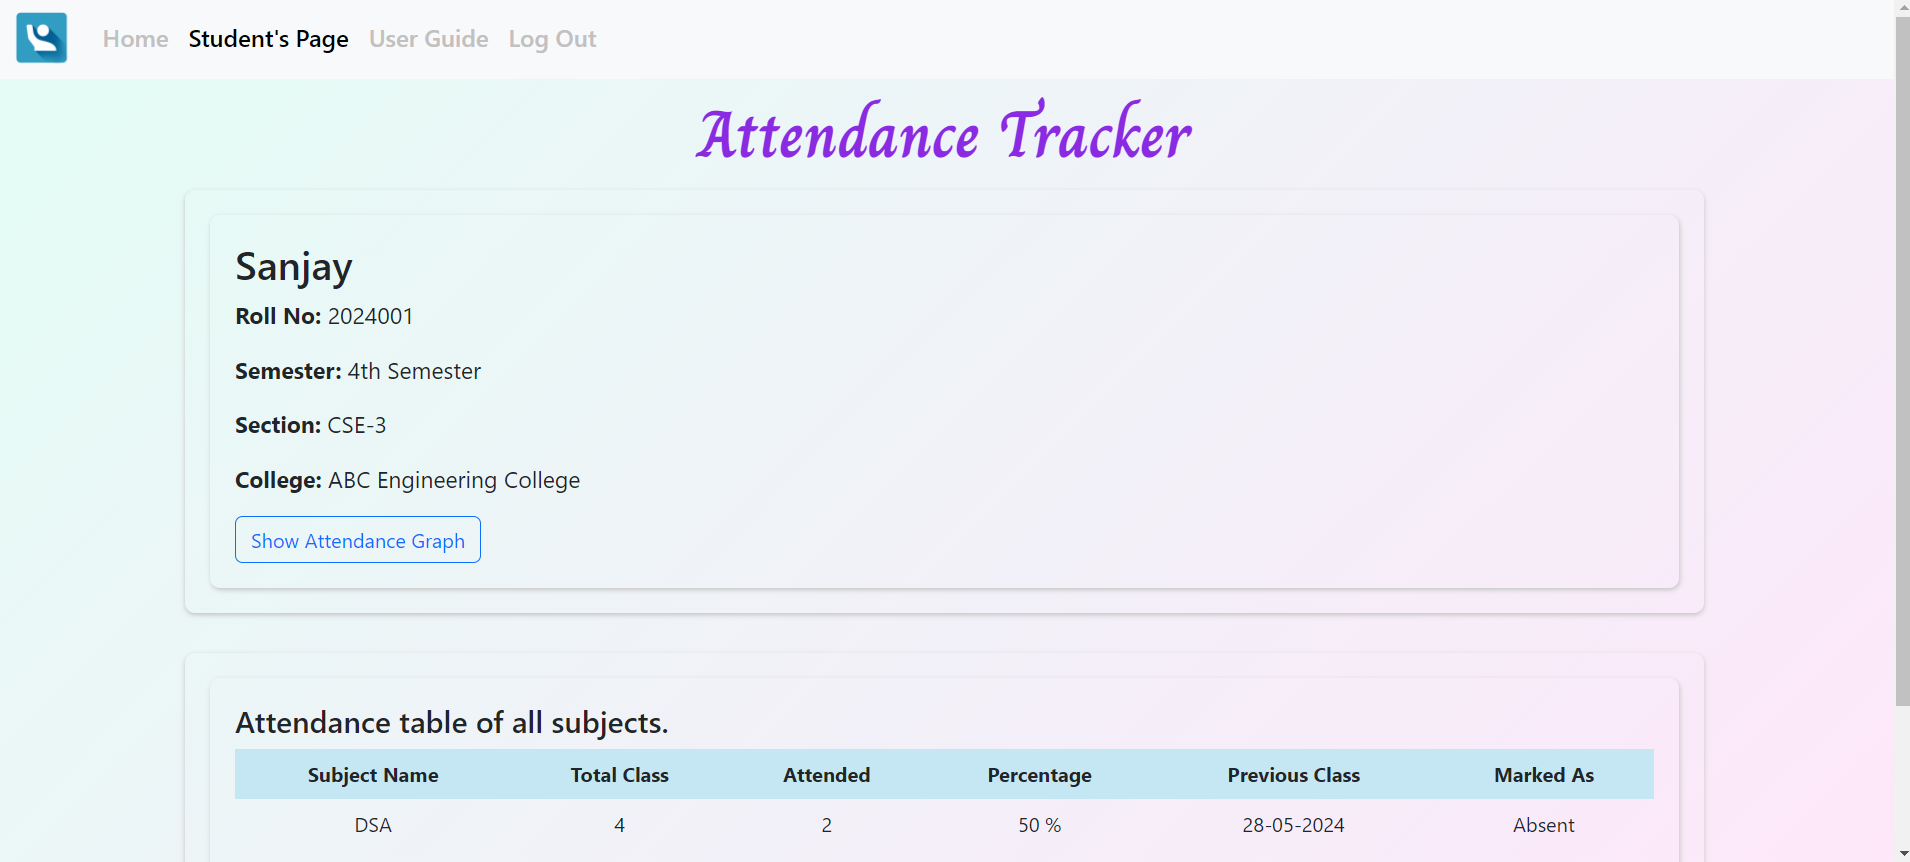 Home Student's Page User Guide Log Out
Attendance Tracker
Sanjay
Roll No: 2024001
Semester: 4th Semester
Section: CSE-3
College: ABC Engineering College
Show Attendance Graph
Attendance table of all subjects.
Subject Name Total Class Attended Percentage Previous Class Marked As
DSA 4 2 50 % 28-05-2024 Absent